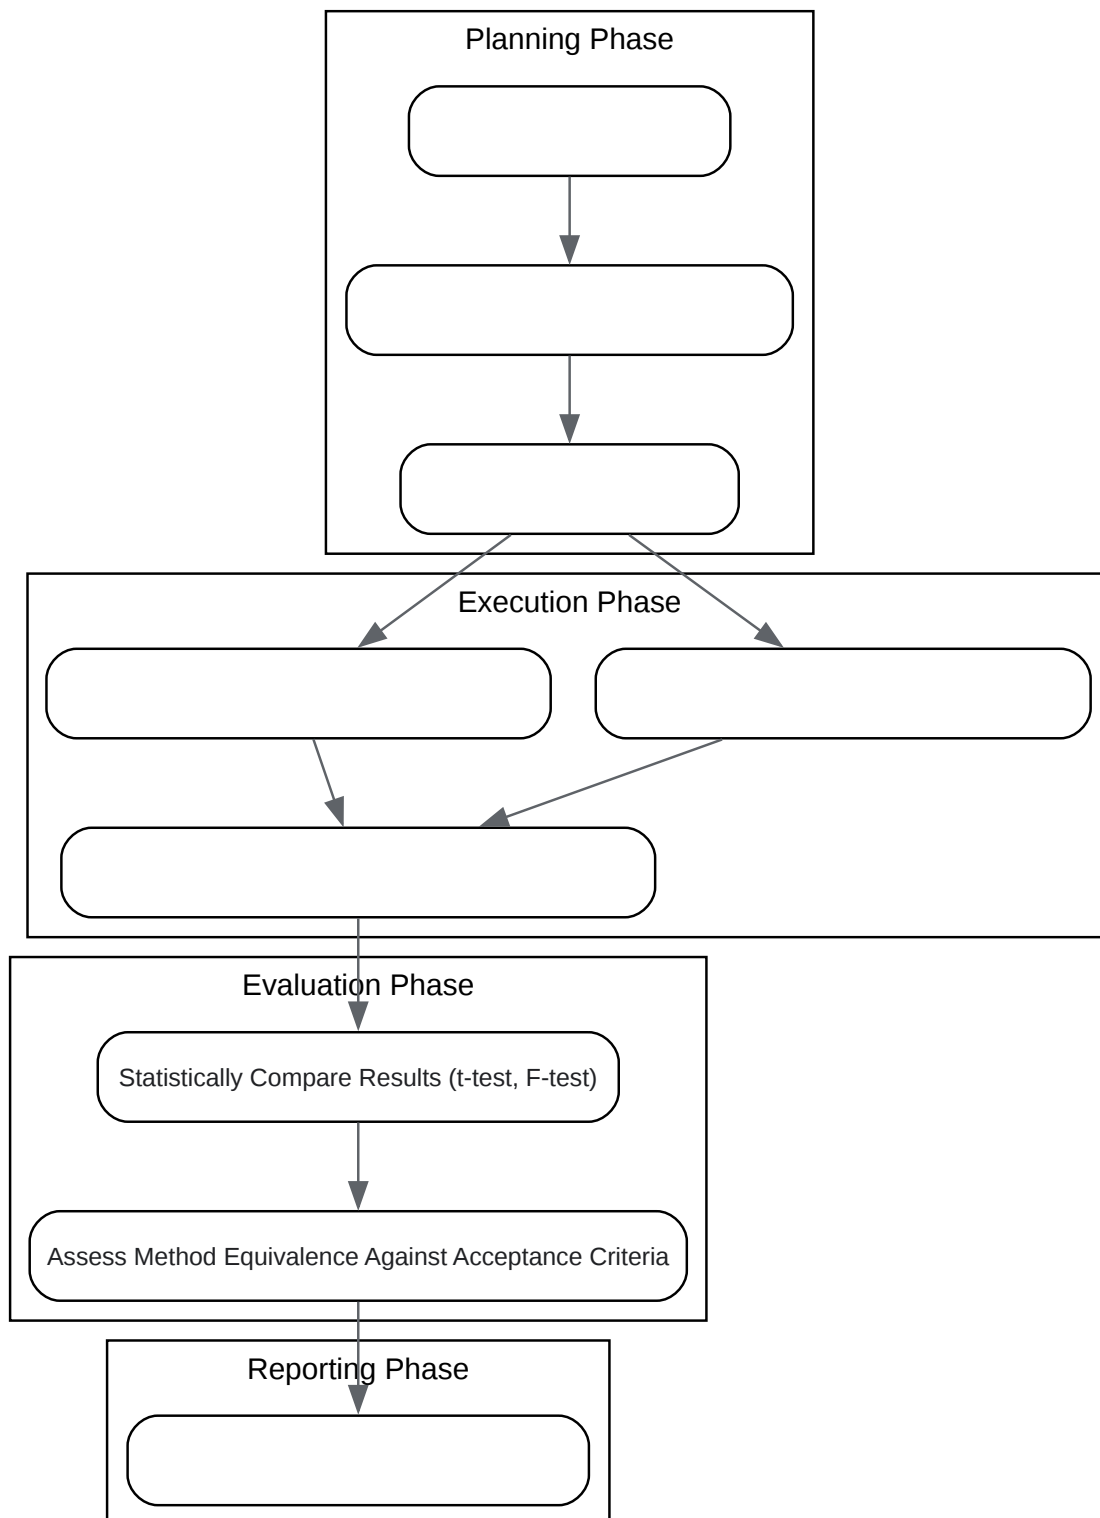 Planning Phase
Execution Phase
Evaluation Phase
Statistically Compare Results (t-test, F-test)
Assess Method Equivalence Against Acceptance Criteria
Reporting Phase